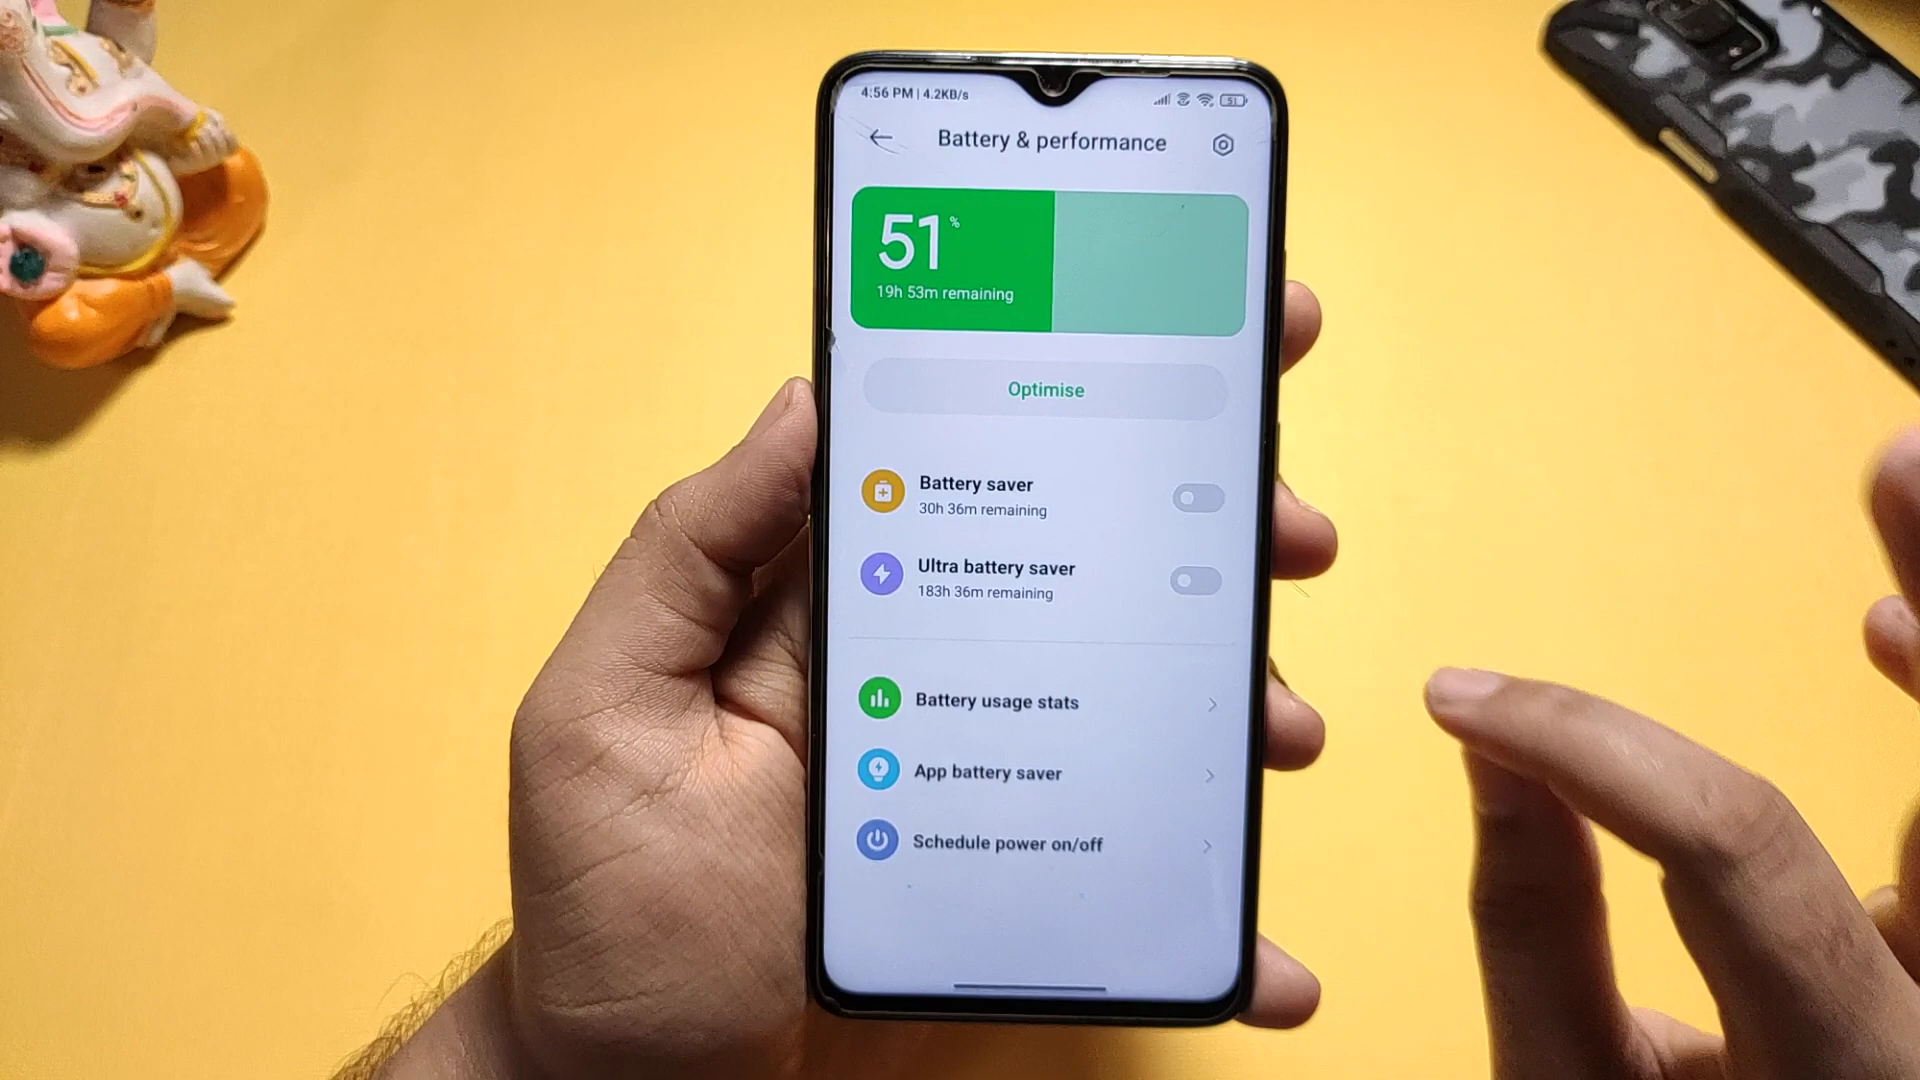 4:56 PM | 4.2KB/s
51
Battery & performance
51%
19h 53m remaining
Optimise
Battery saver
30h 36m remaining
Ultra battery saver
183h 36m remaining
Battery usage stats
App battery saver
Schedule power on/off